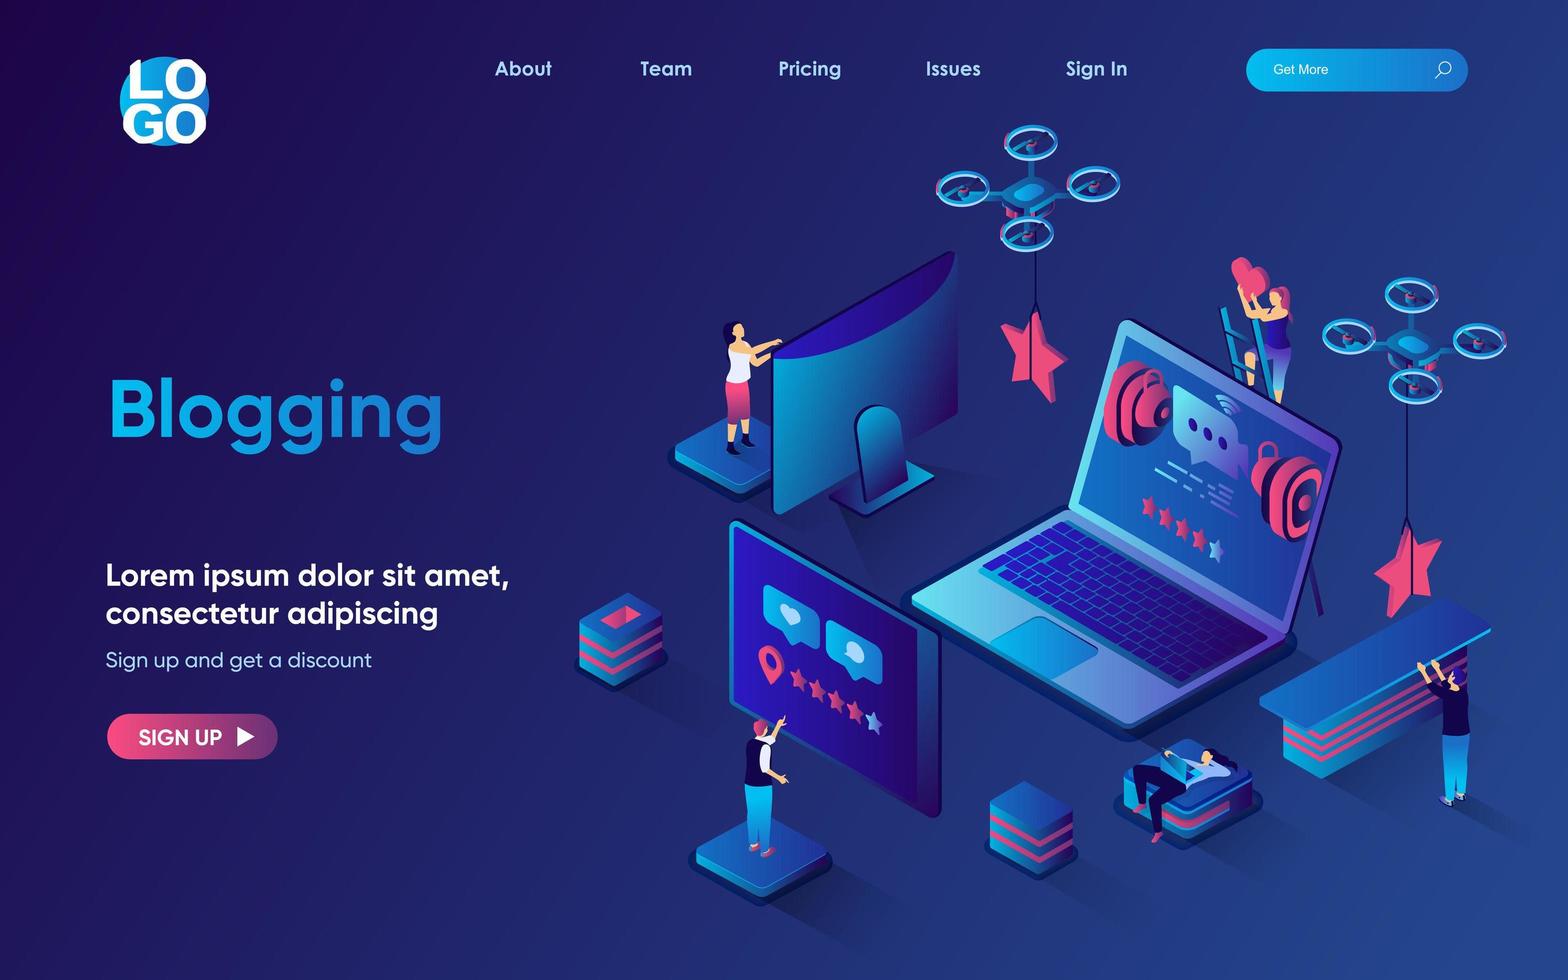 LO
GO
About Team Pricing Issues Sign In Get More
Blogging
Lorem ipsum dolor sit amet,
consectetur adipiscing
Sign up and get a discount
SIGN UP